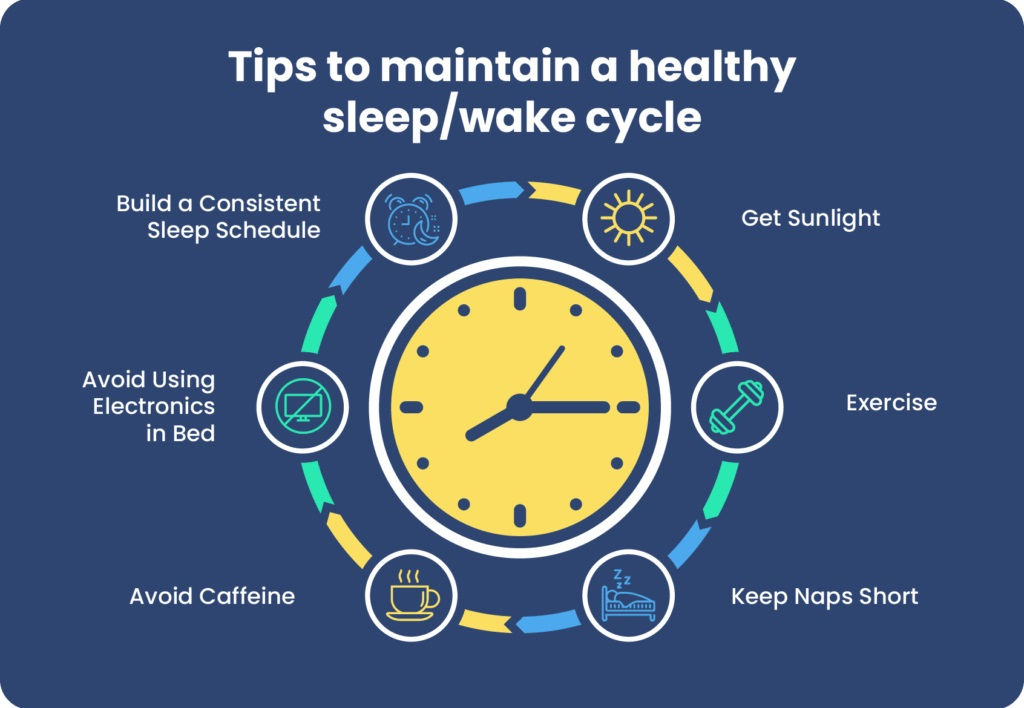 Tips to maintain a healthy
sleep/wake cycle
Build a Consistent
Sleep Schedule
Get Sunlight
Avoid Using
Electronics
in Bed
Exercise
Avoid Caffeine
Z Z
Z Z
Keep Naps Short